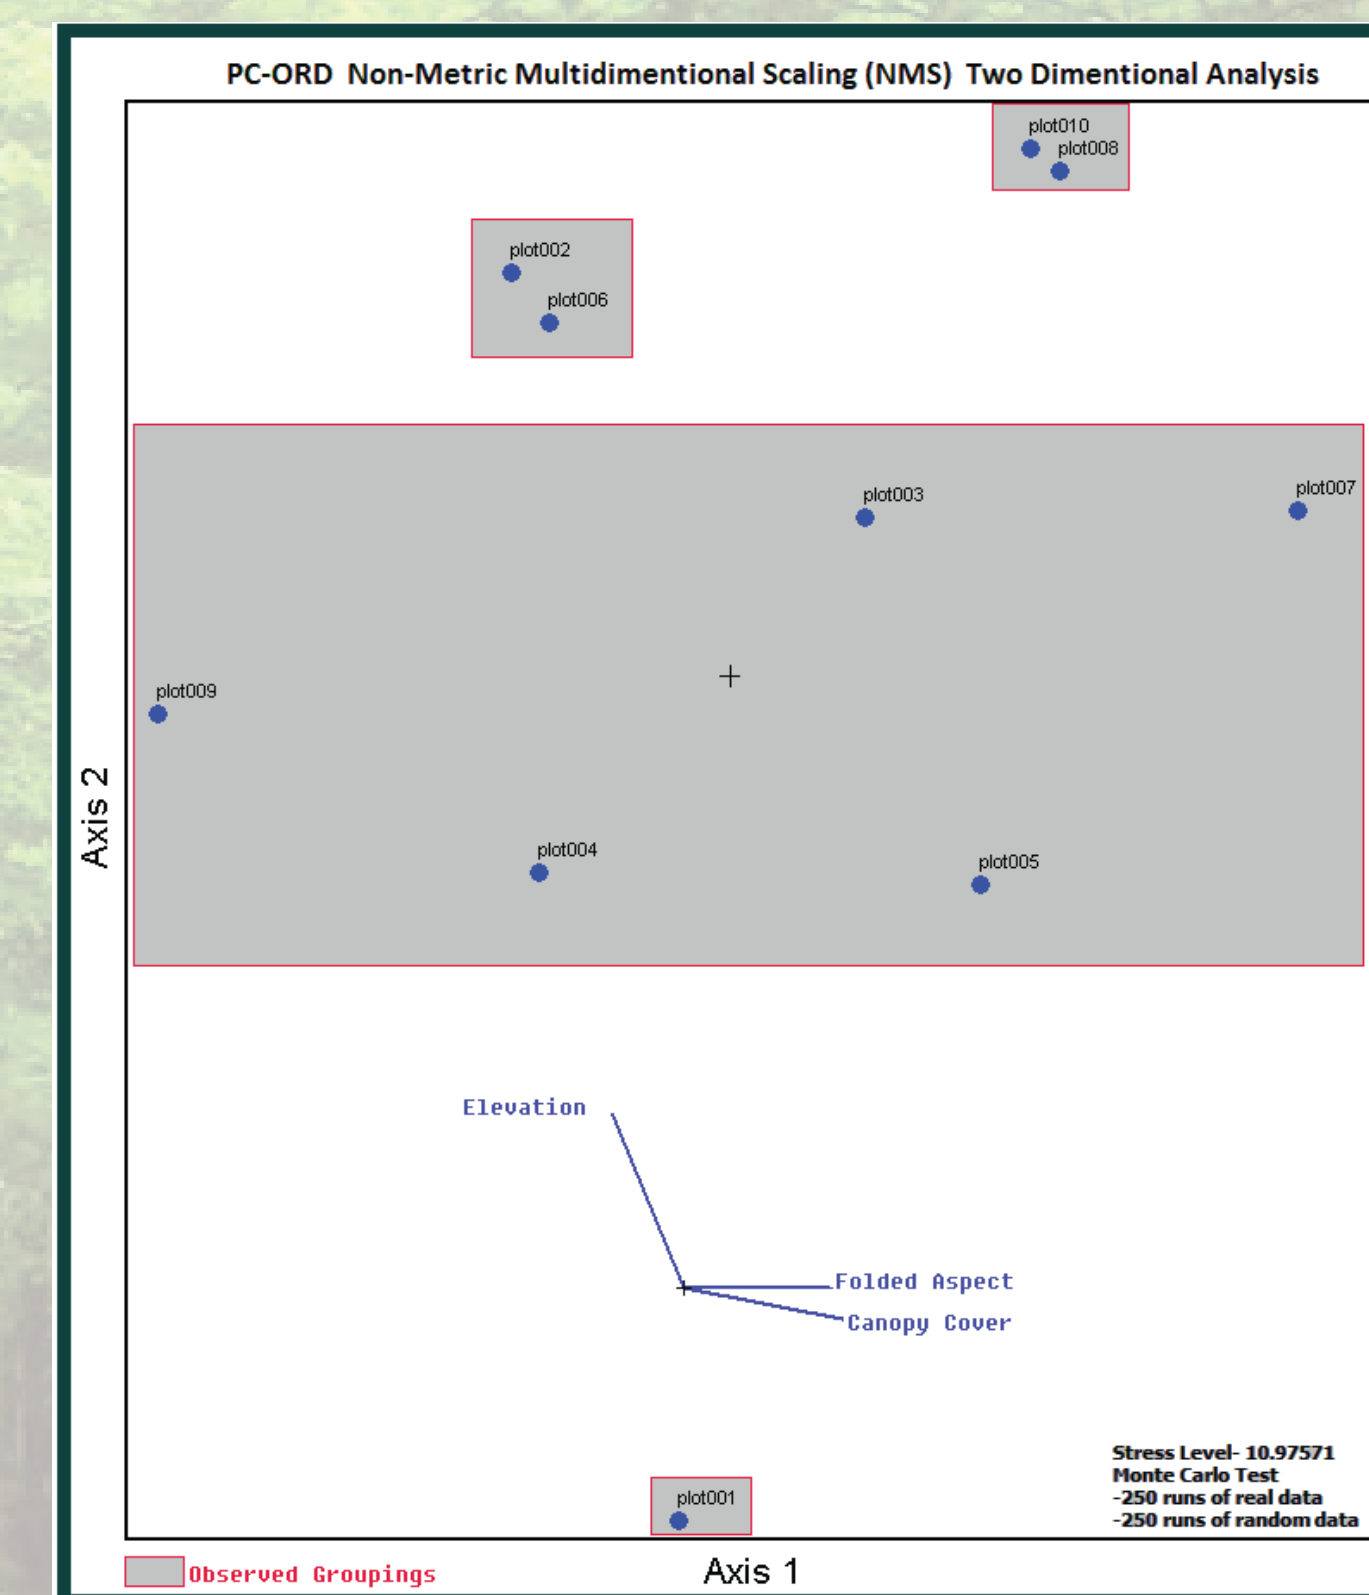 PC-ORD Non-Metric Multidimentional Scaling (NMS) Two Dimentional Analysis
plot010
plot008
plot002
plot006
plot003
plot007
plot009
plot004
plot005
Axis 2
Elevation
Folded Aspect
Canopy Cover
Stress Level- 10.97571
Monte Carlo Test
-250 runs of real data
-250 runs of random data
plot001
Observed Groupings
Axis 1